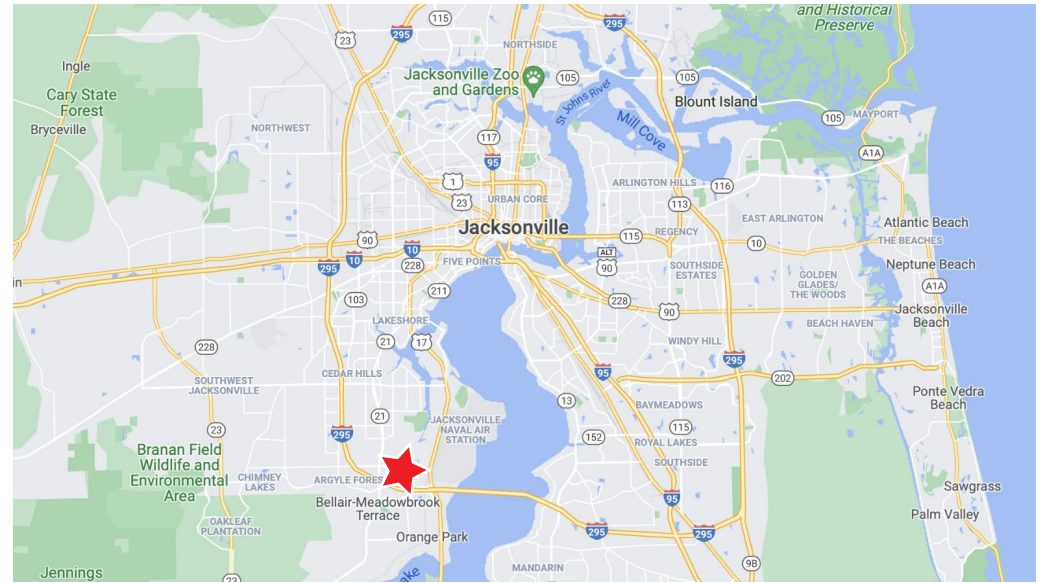 and Historical
Preserve
115
295
295
23
NORTHSIDE
Ingle
Jacksonville Zoo
and Gardens
105
105
Cary State
Forest
St Johns River
Blount Island
Mill Cove
105
MAYPORT
Bryceville
NORTHWEST
117
A1A
95
1
ARLINGTON HILLS
116
23
URBAN CORE
113
EAST ARLINGTON
Atlantic Beach
Jacksonville
115
REGENCY
90
10
THE BEACHES
10
ALT
90
295
10
228
FIVE POINTS
SOUTHSIDE
ESTATES
Neptune Beach
GOLDEN
GLADES/
THE WOODS
in
211
A1A
103
228
90
Jacksonville
Beach
LAKESHORE
BEACH HAVEN
21
17
WINDY HILL
228
295
CEDAR HILLS
95
202
SOUTHWEST
JACKSONVILLE
Ponte Vedra
Beach
13
BAYMEADOWS
21
JACKSONVILLE
NAVAL AIR
STATION
115
23
295
152
ROYAL LAKES
Branan Field
Wildlife and
Environmental
Area
SOUTHSIDE
CHIMNEY
LAKES
ARGYLE FORES
Sawgrass
95
Bellair-Meadowbrook
Terrace
Palm Valley
OAKLEAF
PLANTATION
295
295
Orange Park
9B
MANDARIN
Jennings
23
ake